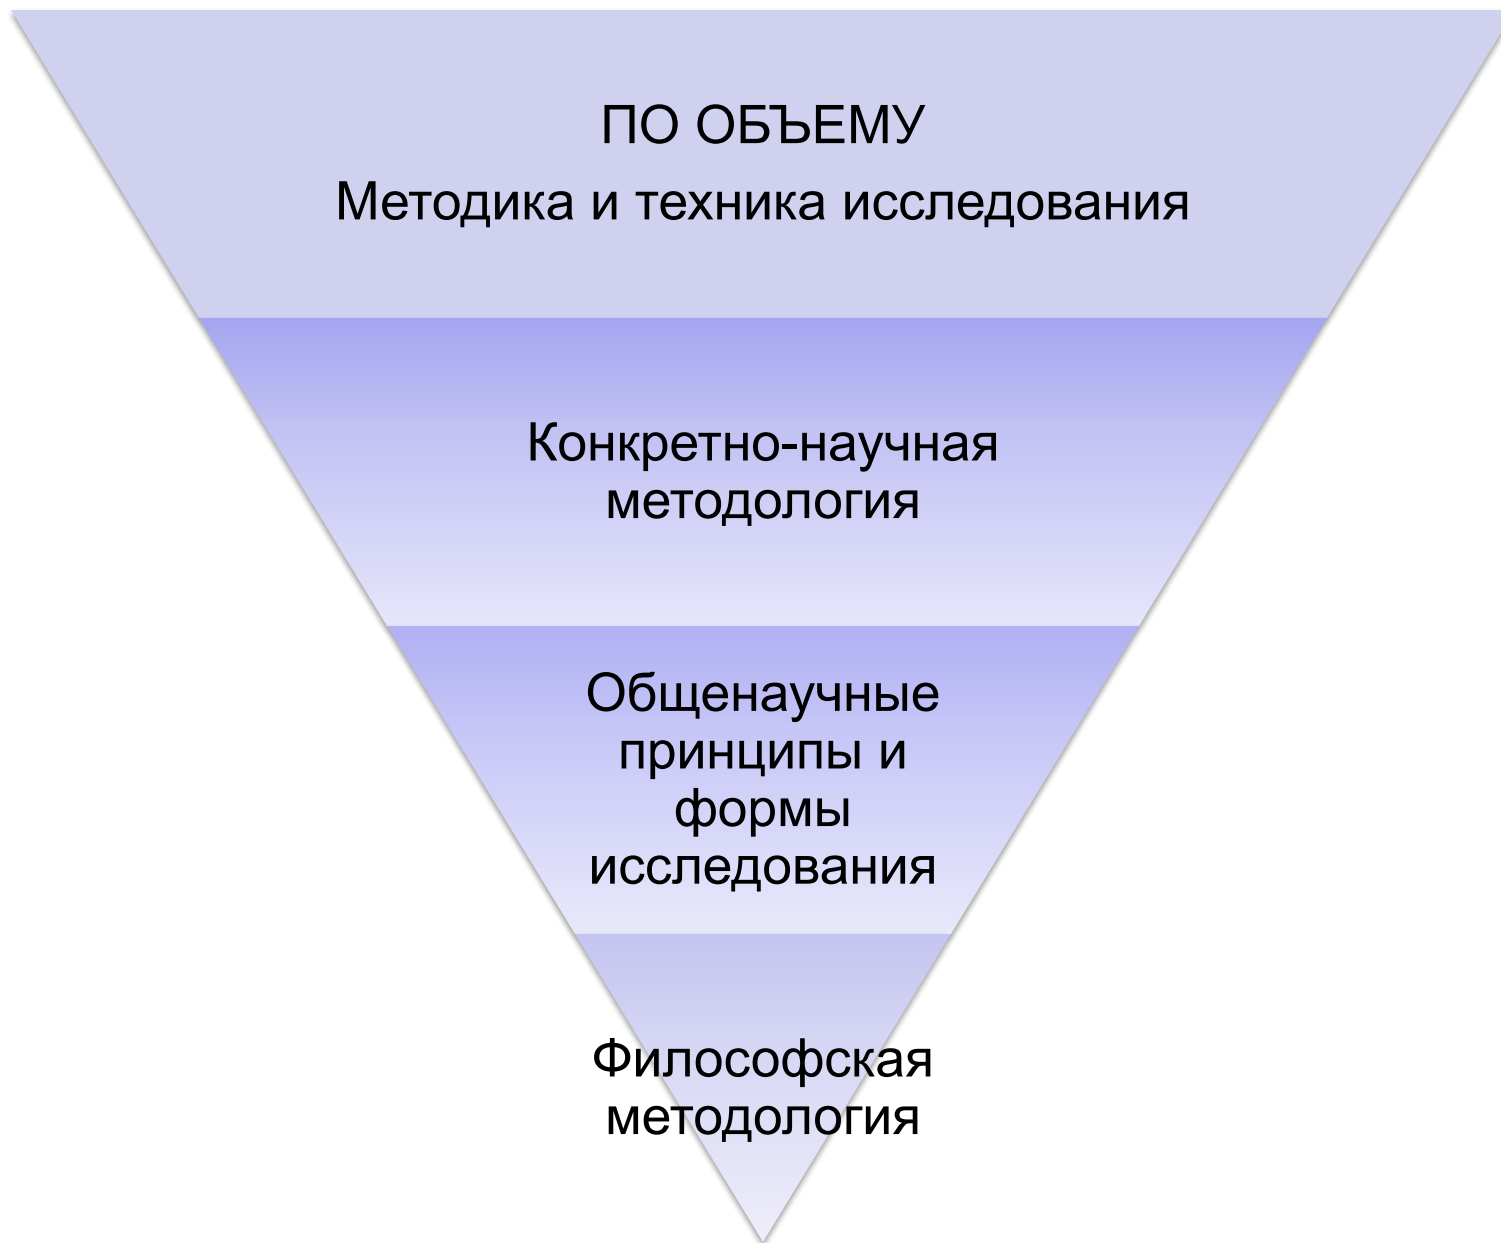 ПО ОБЪЕМУ
Методика и техника исследования
Конкретно-научная
методология
Общенаучные
принципы и
формы
исследования
Философская
методология